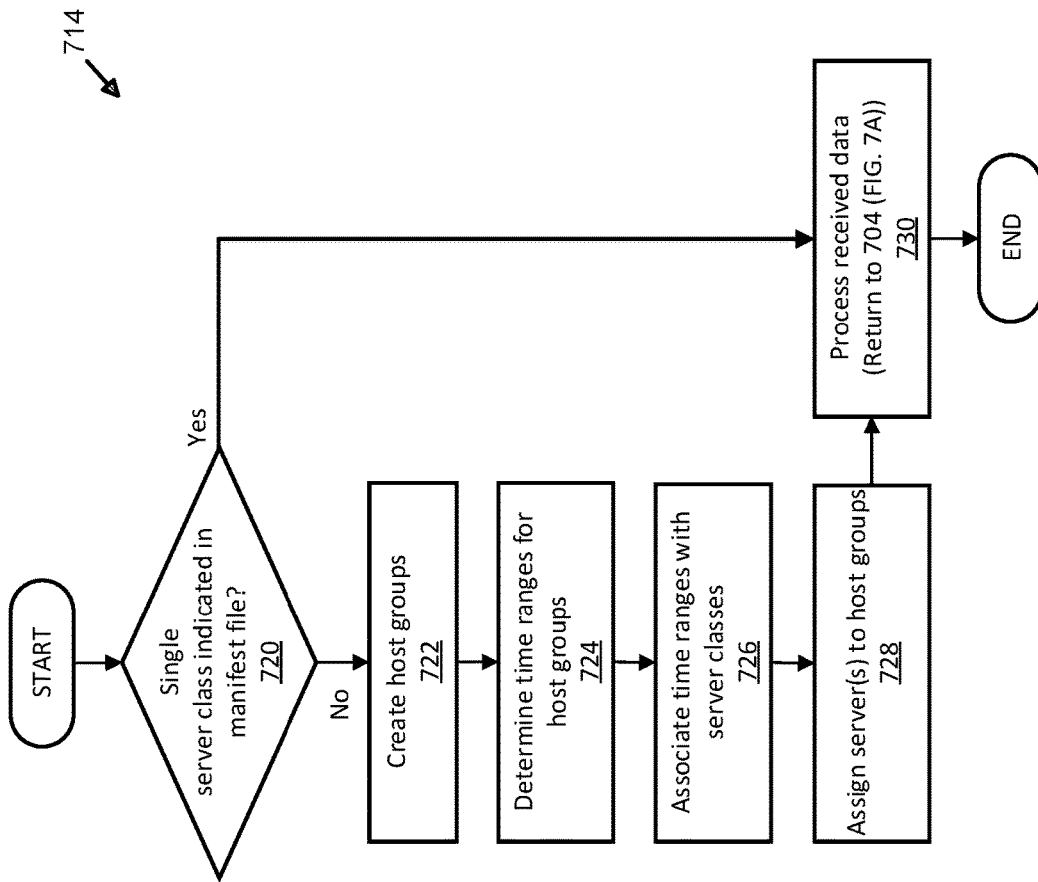 714
START
Single
server class indicated in
manifest file?
720
Yes
No
Create host groups
722
Determine time ranges for
host groups
724
Associate time ranges with
server classes
726
Assign server(s) to host groups
728
Process received data
(Return to 704 (FIG. 7A))
730
END